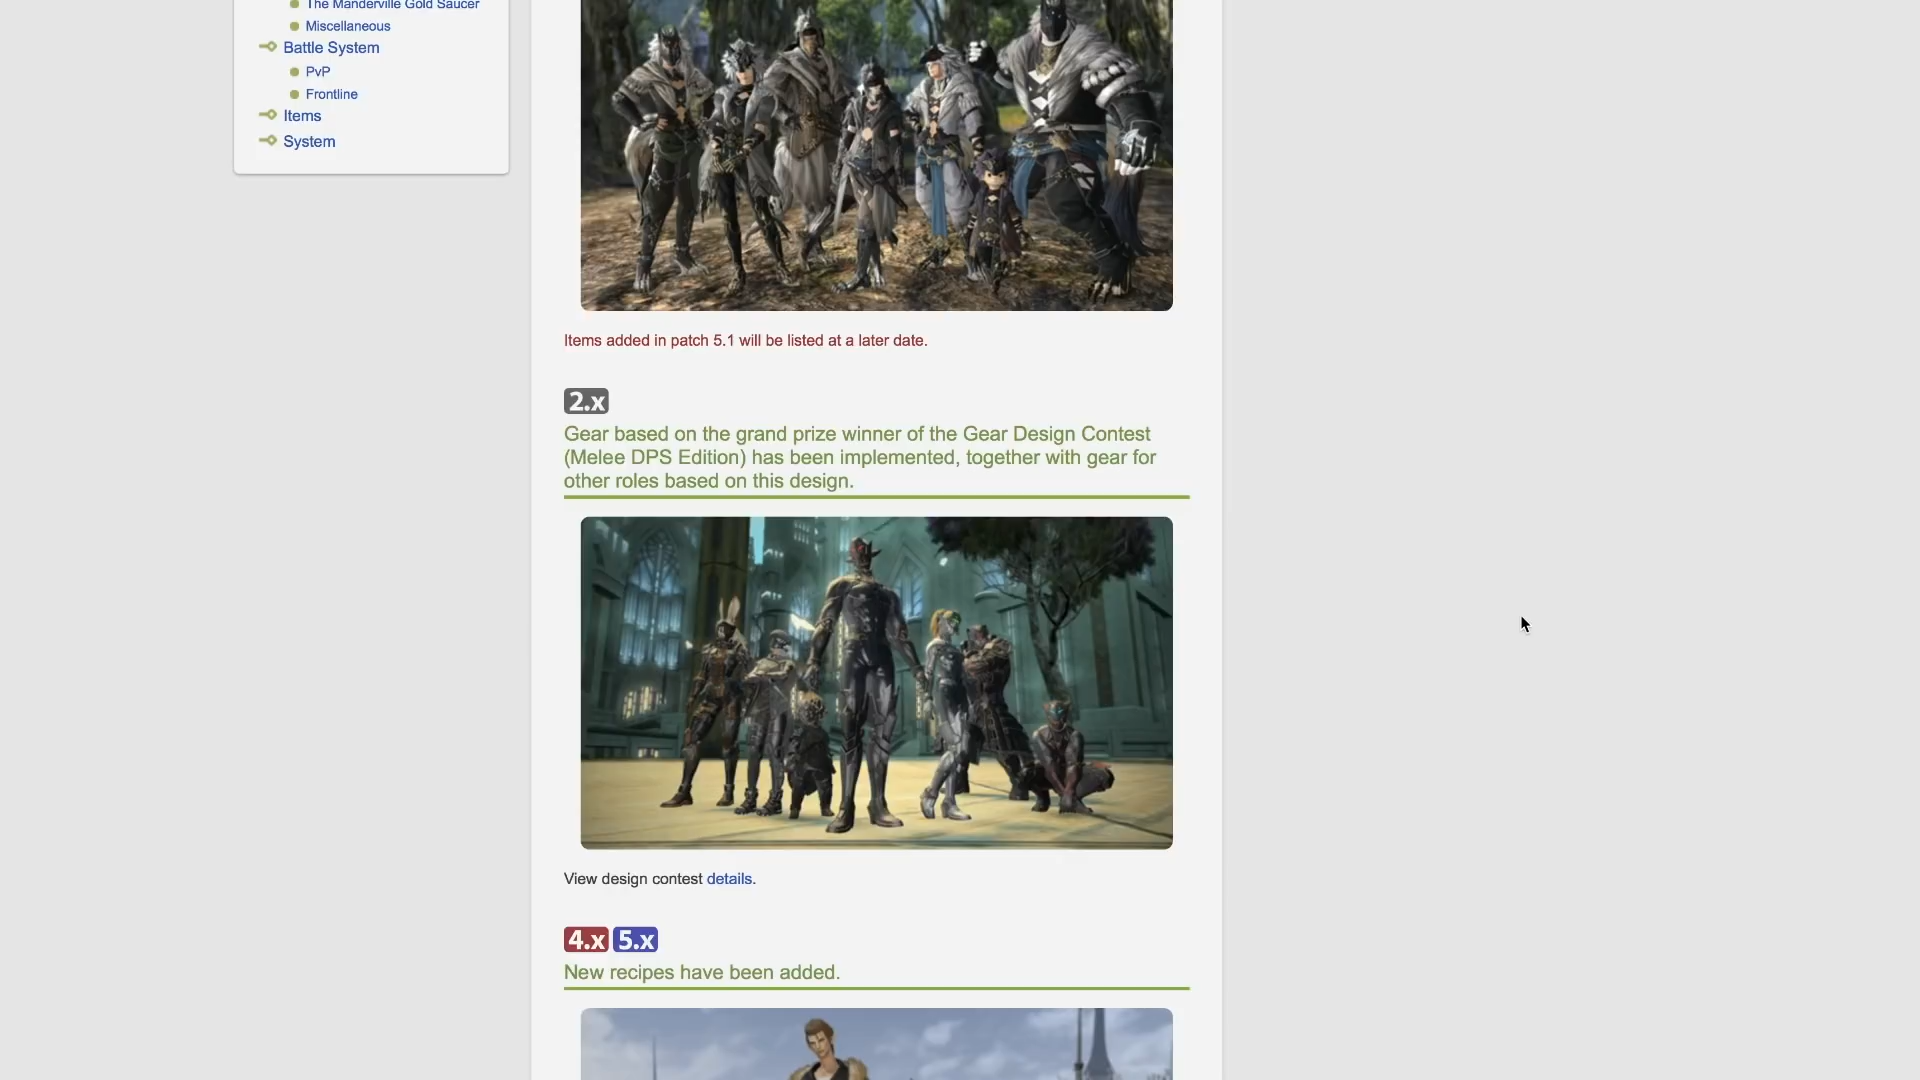 The Manderville Gold Saucer
Miscellaneous
Battle System
PvP
Frontline
Items
System
Items added in patch 5.1 will be listed at a later date.
2.x
Gear based on the grand prize winner of the Gear Design Contest
(Melee DPS Edition) has been implemented, together with gear for
other roles based on this design.
View design contest details.
4.x 5.x
New recipes have been added.